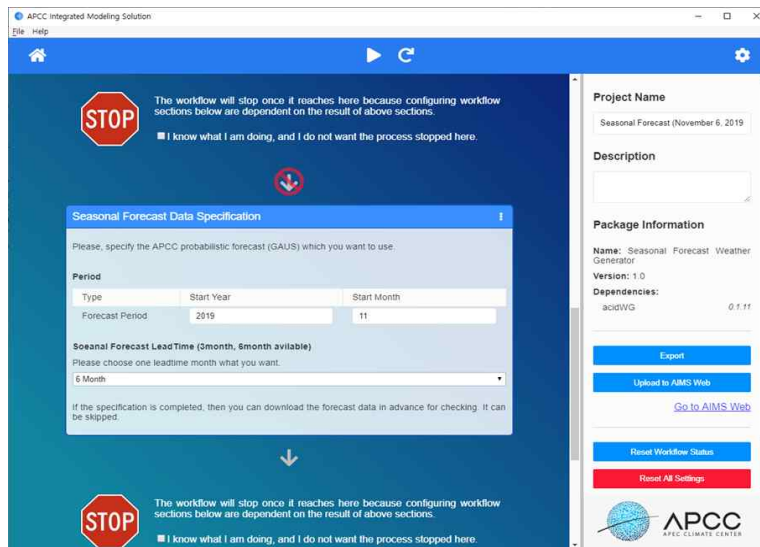 APCC Integrated Modeling Solution
File Help
STOP
The workflow will stop once it reaches here because configuring workflow
sections below are dependent on the result of above sections.
I know what I am doing, and I do not want the process stopped here.
Seasonal Forecast Data Specification
Please, specify the APCC probabilistic forecast (GAUS) which you want to use.
Period
Type Start Year Start Month
Forecast Period 2019 11
Soeanal Forecast LeadTime (3month, 6month avilable)
Please choose one leadtime month what you want.
6 Month
If the specification is completed, then you can download the forecast data in advance for checking. It can
be skipped.
STOP
The workflow will stop once it reaches here because configuring workflow
sections below are dependent on the result of above sections.
I know what I am doing, and I do not want the process stopped here.
Project Name
Seasonal Forecast (November 6, 2019
Description
Package Information
Name: Seasonal Forecast Weather
Generator
Version: 1.0
Dependencies:
acidWG 0.1.11
Export
Upload to AIMS Web
Go to AIMS Web
Reset Workflow Status
Reset All Settings
APCC
APEC CLIMATE CENTER